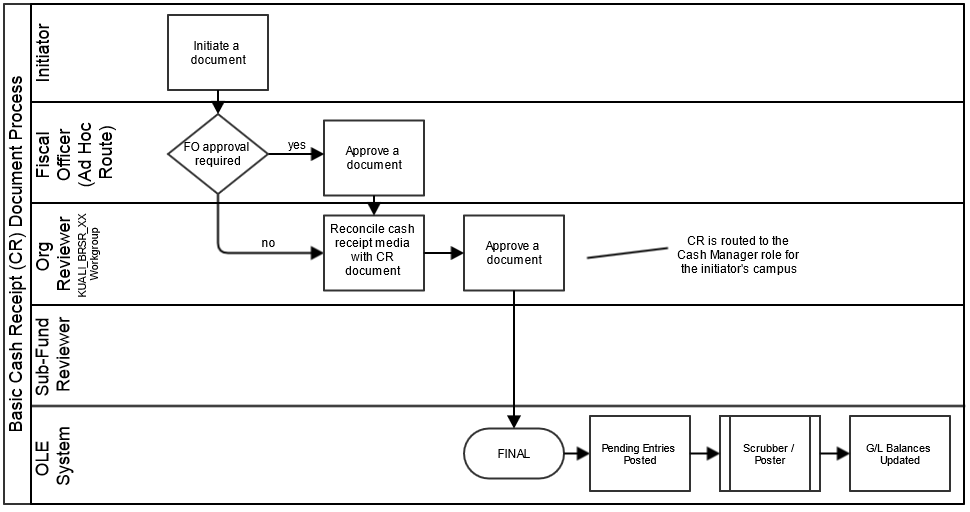 Basic Cash Receipt (CR) Document Process
Initiator
Initiate a
document
Fiscal
Officer
(Ad Hoc
Route)
FO approval
required
yes
Approve a
document
Org
Reviewer
KUALI_BRSR_XX
Workgroup
no
Reconcile cash
receipt media
with CR
document
Approve a
document
CR is routed to the
Cash Manager role for
the initiator's campus
Sub-Fund
Reviewer
OLE
System
FINAL
Pending Entries
Posted
Scrubber /
Poster
G/L Balances
Updated